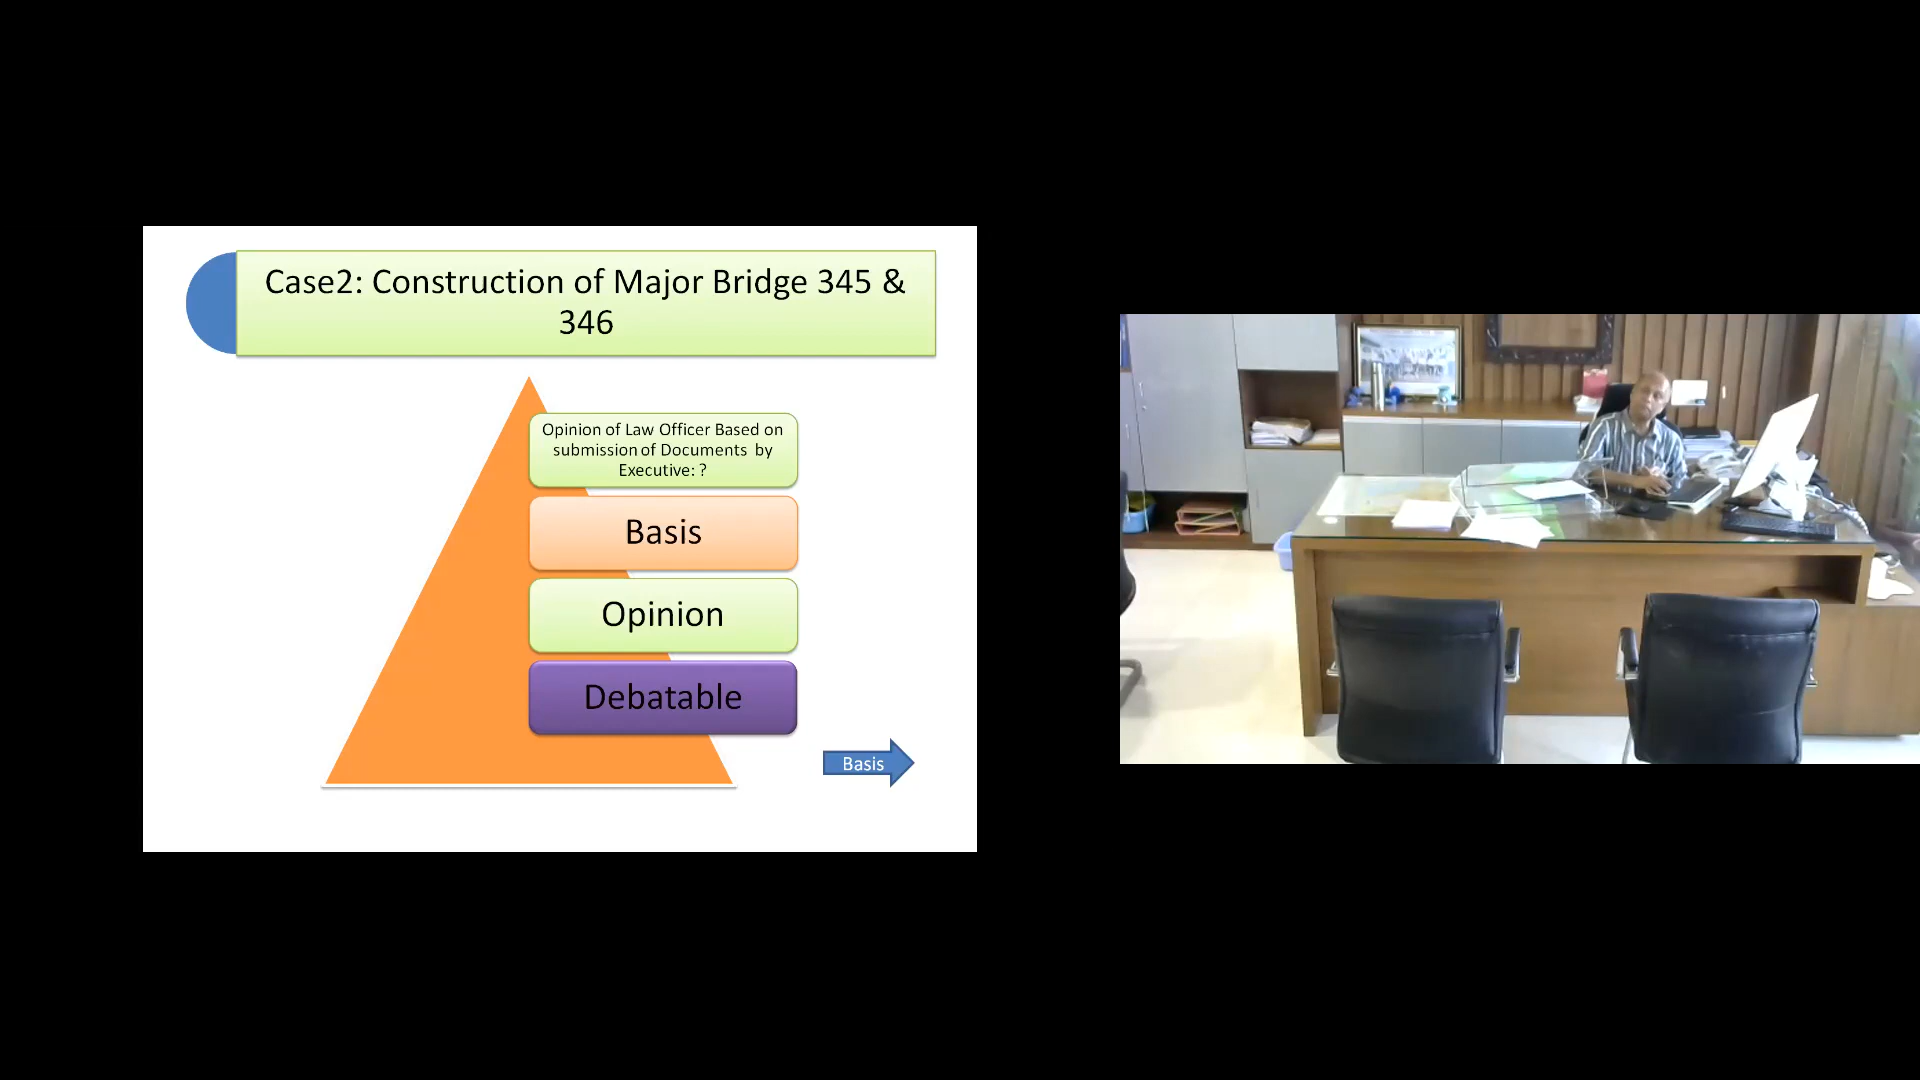 Case2: Construction of Major Bridge 345 &
346
Opinion of Law Officer Based on
submission of Documents by
Executive: ?
Basis
Opinion
Debatable
Basis